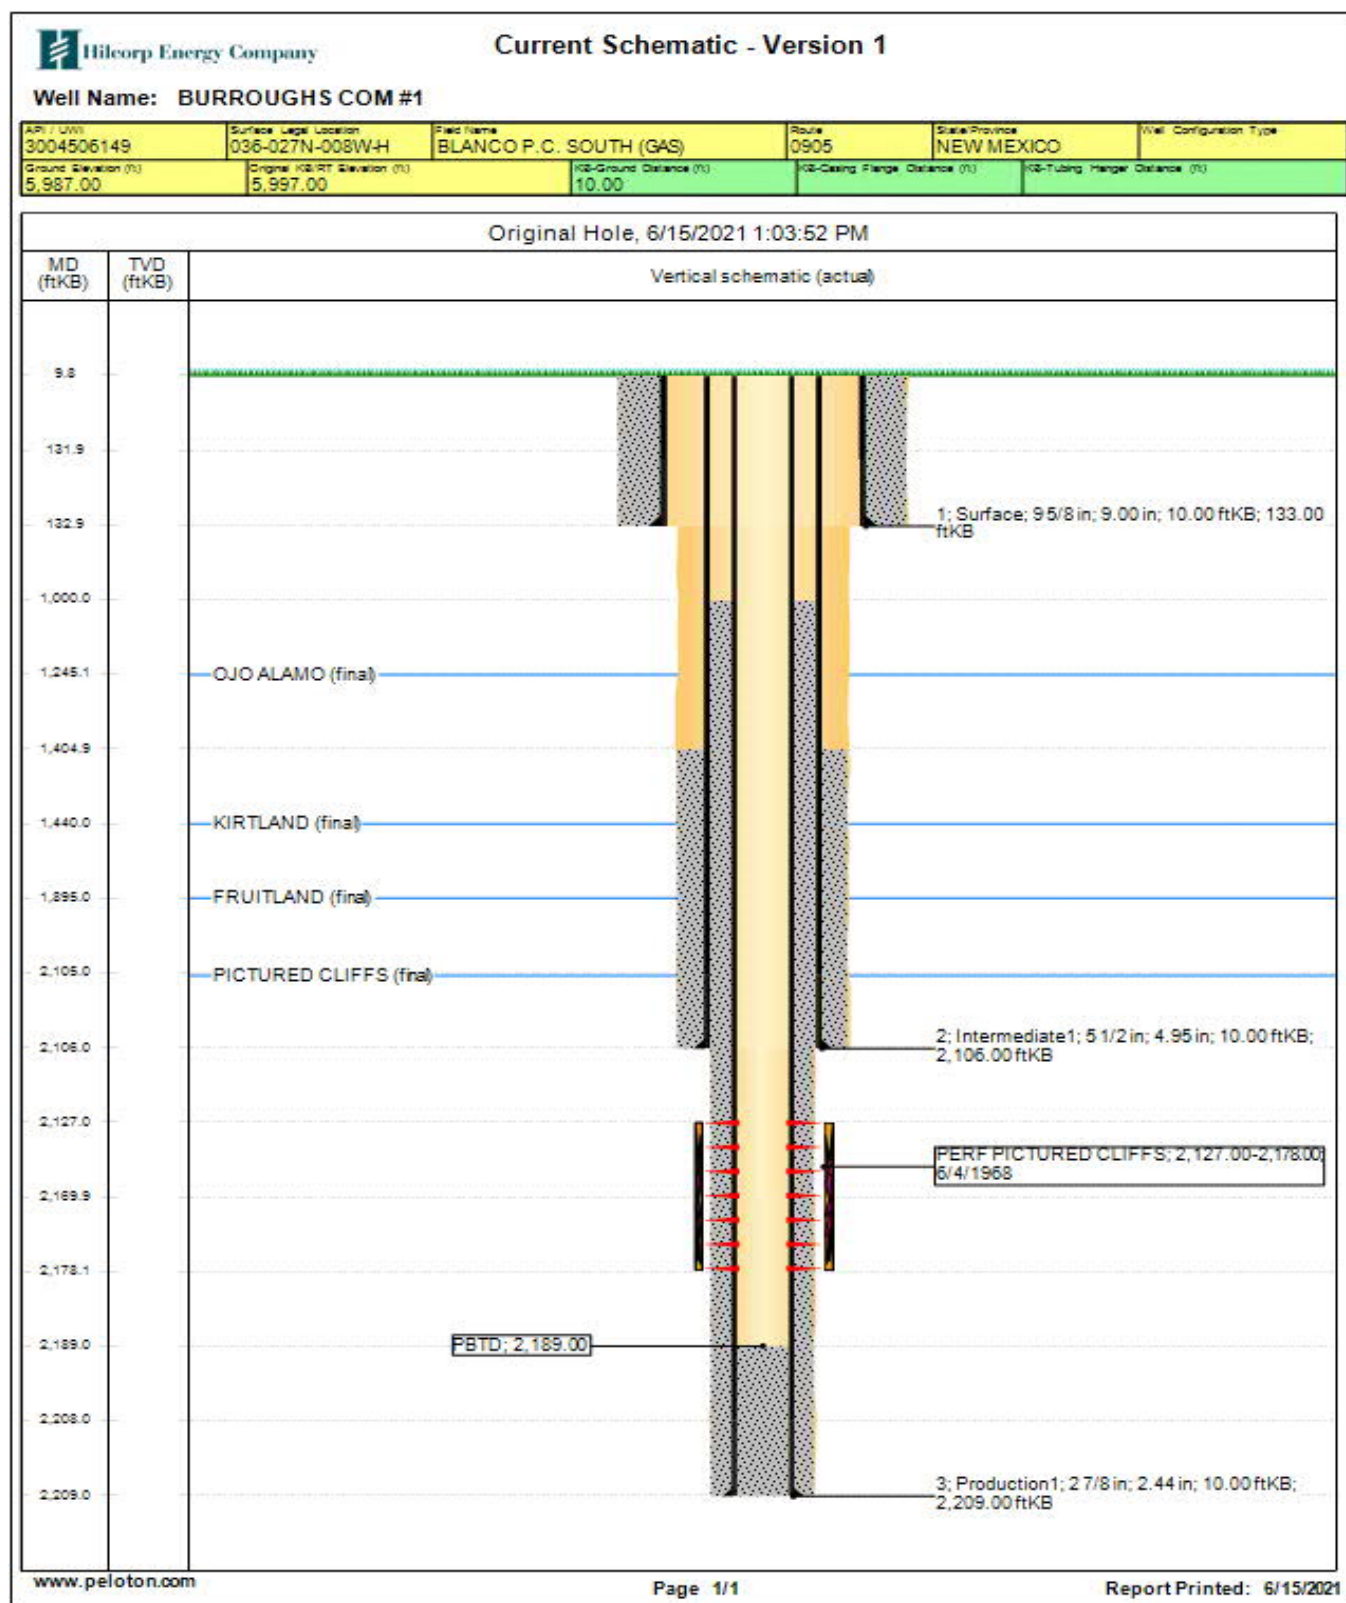 Hilcorp Energy Company
Current Schematic - Version 1
Well Name: BURROUGHS COM #1
API / UWI
3004506149
Surface Legal Location
036-027N-008W-H
Field Name
BLANCO P.C. SOUTH (GAS)
Route
0905
State/Province
NEW MEXICO
Well Configuration Type
Ground Elevation (ft)
5,987.00
Original KB/RT Elevation (ft)
5,997.00
KB-Ground Distance (ft)
10.00
KB-Casing Flange Distance (ft)
KB-Tubing Hanger Distance (ft)
Original Hole, 6/15/2021 1:03:52 PM
MD
(ftKB)
TVD
(ftKB)
Vertical schematic (actual)
9.8
131.9
132.9
1; Surface; 9 5/8 in; 9.00 in; 10.00 ftKB; 133.00
ftKB
1,000.0
1,245.1
OJO ALAMO (final)
1,404.9
1,440.0
KIRTLAND (final)
1,895.0
FRUITLAND (final)
2,105.0
PICTURED CLIFFS (final)
2,106.0
2; Intermediate1; 5 1/2 in; 4.95 in; 10.00 ftKB;
2,106.00 ftKB
2,127.0
PERF PICTURED CLIFFS; 2,127.00-2,178.00;
6/4/1968
2,169.9
2,178.1
2,189.0
PBTD; 2,189.00
2,208.0
2,209.0
3; Production1; 2 7/8 in; 2.44 in; 10.00 ftKB;
2,209.00 ftKB
www.peloton.com
Page 1/1
Report Printed: 6/15/2021